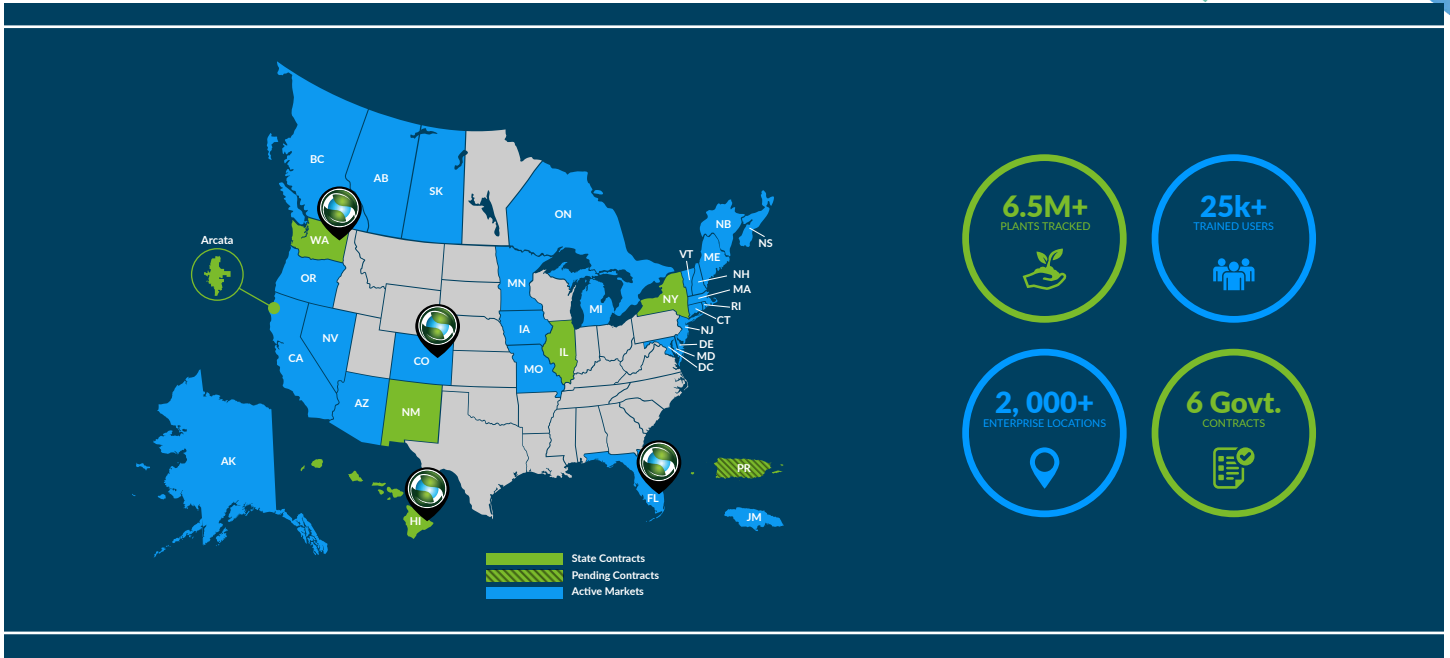 BC
AB
SK
ON
NB
NS
WA
Arcata
OR
MN
VT
ME
NH
NY
MA
RI
MI
CT
NJ
DE
MD
DC
NV
IA
IL
CA
CO
MO
AZ
NM
AK
HI
FL
PR
JM
State Contracts
Pending Contracts
Active Markets
6.5M+
PLANTS TRACKED
25k+
TRAINED USERS
2, 000+
ENTERPRISE LOCATIONS
6 Govt.
CONTRACTS